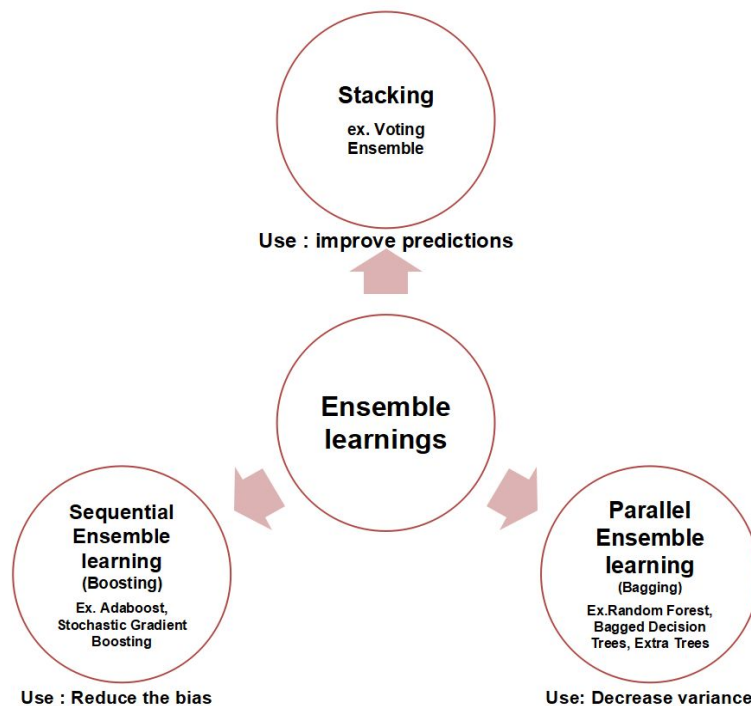 Stacking
ex. Voting
Ensemble
Use : improve predictions
Ensemble
learnings
Sequential
Ensemble
learning
(Boosting)
Ex. Adaboost,
Stochastic Gradient
Boosting
Use : Reduce the bias
Parallel
Ensemble
learning
(Bagging)
Ex.Random Forest,
Bagged Decision
Trees, Extra Trees
Use: Decrease variance